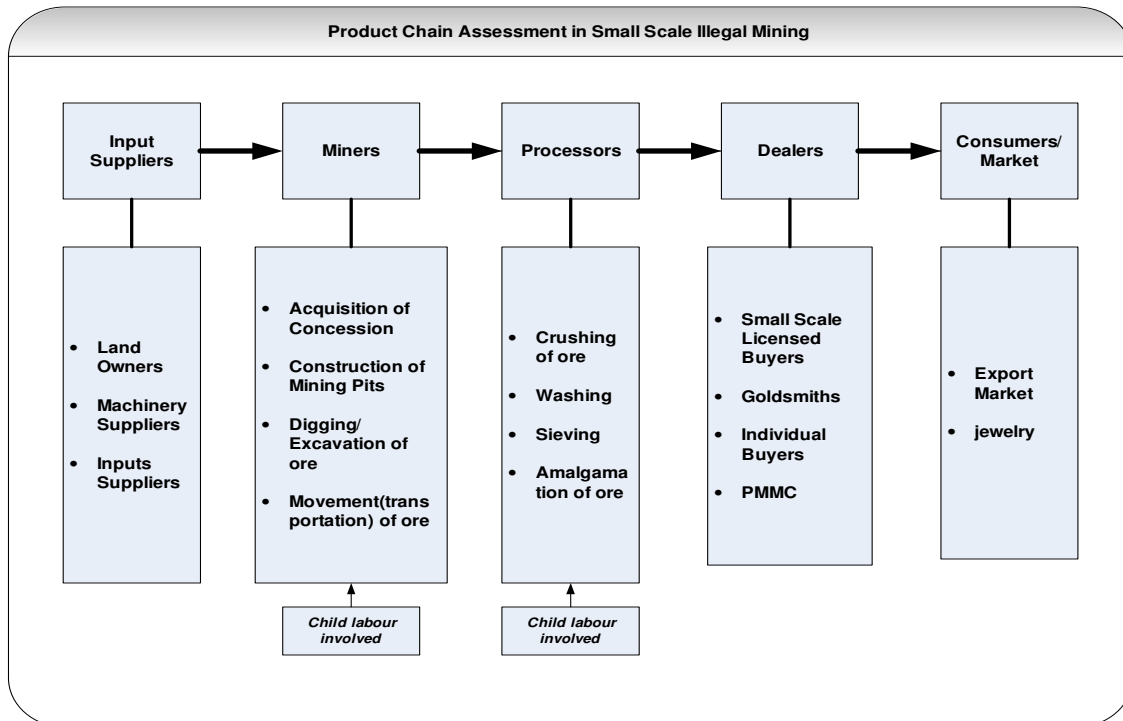 Product Chain Assessment in Small Scale Illegal Mining
Input
Suppliers
Miners
Processors
Dealers
Consumers/
Market
• Land
Owners
• Machinery
Suppliers
• Inputs
Suppliers
• Acquisition of
Concession
• Construction of
Mining Pits
• Digging/
Excavation of
ore
• Movement(trans
portation) of ore
• Crushing
of ore
• Washing
• Sieving
• Amalgama
tion of ore
• Small Scale
Licensed
Buyers
• Goldsmiths
• Individual
Buyers
• PMMC
• Export
Market
• jewelry
Child labour
involved
Child labour
involved